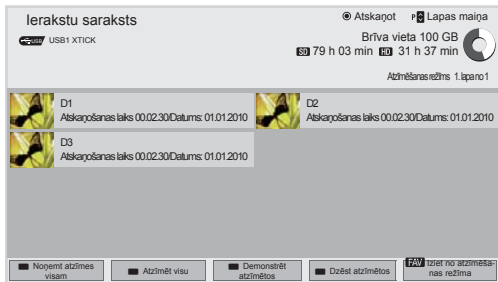 Ierakstu saraksts
Atskaņot P Lapas maiņa
USB USB1 XTICK
Brīva vieta 100 GB
SD 79 h 03 min HD 31 h 37 min
Atzīmēšanas režīms 1. lapa no 1
D1
Atskaņošanas laiks 00.02.30/Datums: 01.01.2010
D2
Atskaņošanas laiks 00.02.30/Datums: 01.01.2010
D3
Atskaņošanas laiks 00.02.30/Datums: 01.01.2010
Noņemt atzīmes
visam
Atzīmēt visu
Demonstrēt
atzīmētos
Dzēst atzīmētos
FAV Iziet no atzīmēša-
nas režīma